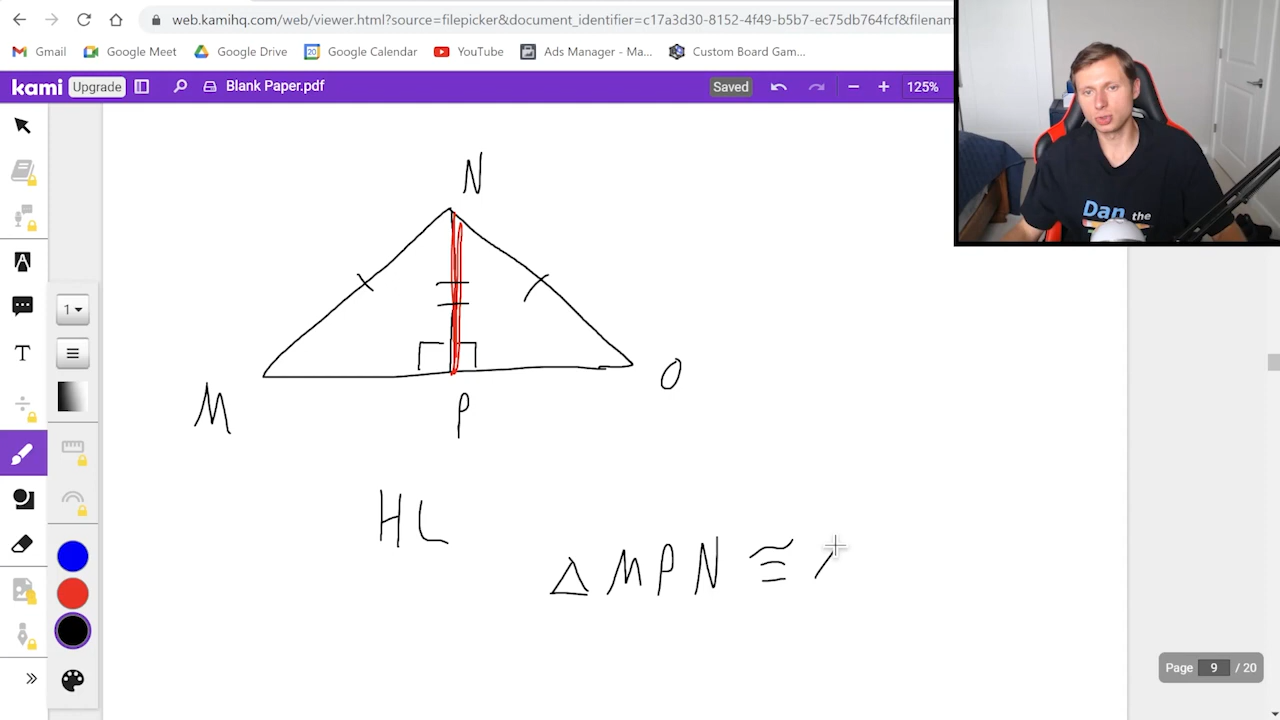 web.kamihq.com/web/viewer.html?source=filepicker&document_identifier=c17a3d30-8152-4f49-b5b7-ec75db764fcf&filenam
Gmail Google Meet Google Drive Google Calendar YouTube Ads Manager - Ma... Custom Board Gam...
kami Upgrade Blank Paper.pdf Saved 125%
Dan the
N
M
P
O
HL
△ MPN ≅
1
T
Page 9 / 20